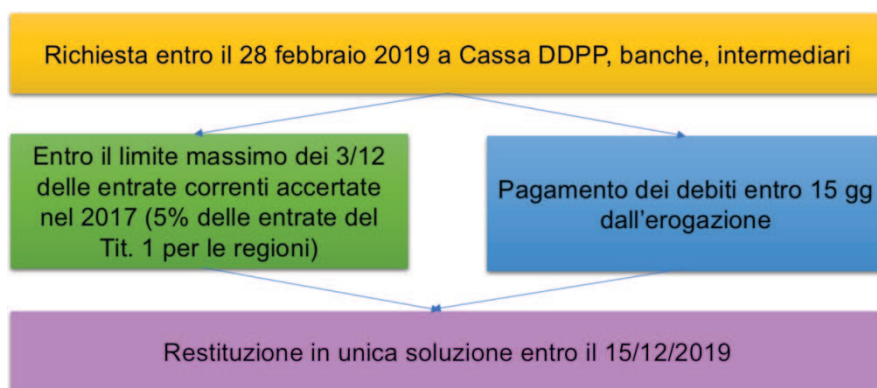 Richiesta entro il 28 febbraio 2019 a Cassa DDPP, banche, intermediari
Entro il limite massimo dei 3/12
delle entrate correnti accertate
nel 2017 (5% delle entrate del
Tit. 1 per le regioni)
Pagamento dei debiti entro 15 gg
dall'erogazione
Restituzione in unica soluzione entro il 15/12/2019